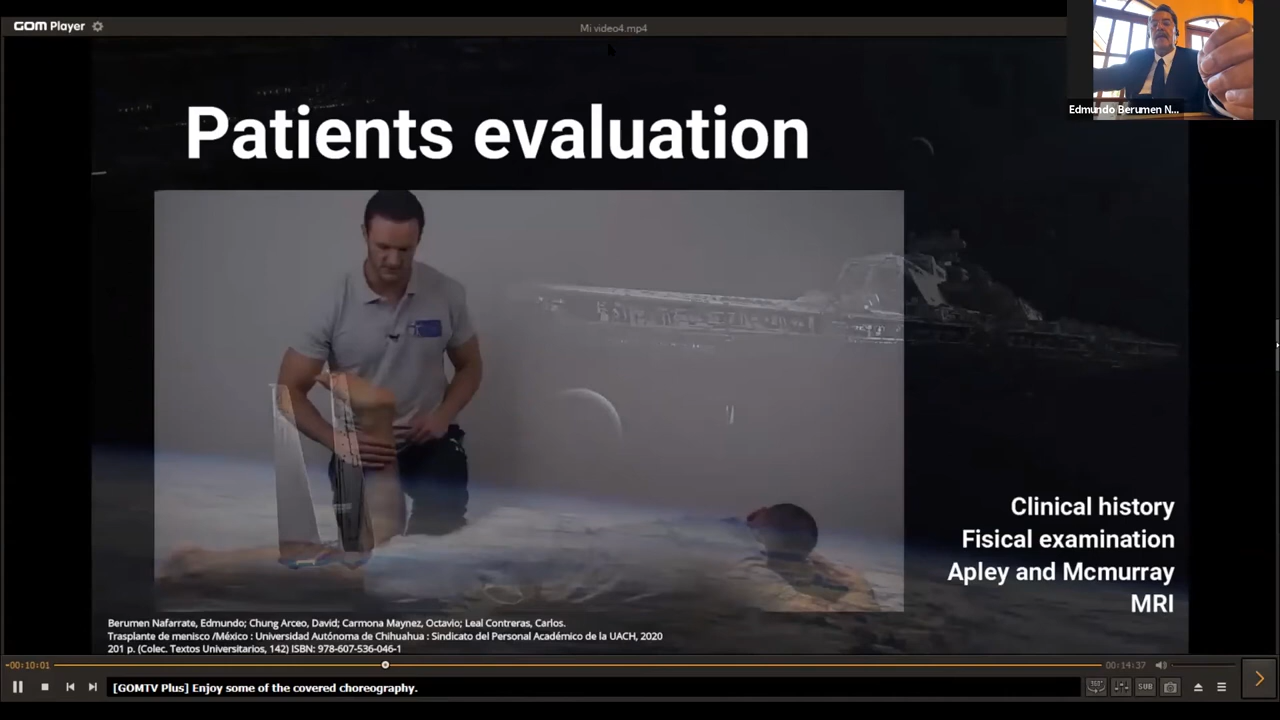 GOM Player
Mi video4.mp4
Edmundo Berumen N...
Patients evaluation
Clinical history
Fisical examination
Apley and Mcmurray
MRI
Berumen Nafarrate, Edmundo; Chung Arceo, David; Carmona Maynez, Octavio; Leal Contreras, Carlos.
Trasplante de menisco /México : Universidad Autónoma de Chihuahua : Sindicato del Personal Académico de la UACH, 2020
201 p. (Colec. Textos Universitarios, 142) ISBN: 978-607-536-046-1
-00:10:01
00:14:37
[GOMTV Plus] Enjoy some of the covered choreography.
360°
SUB